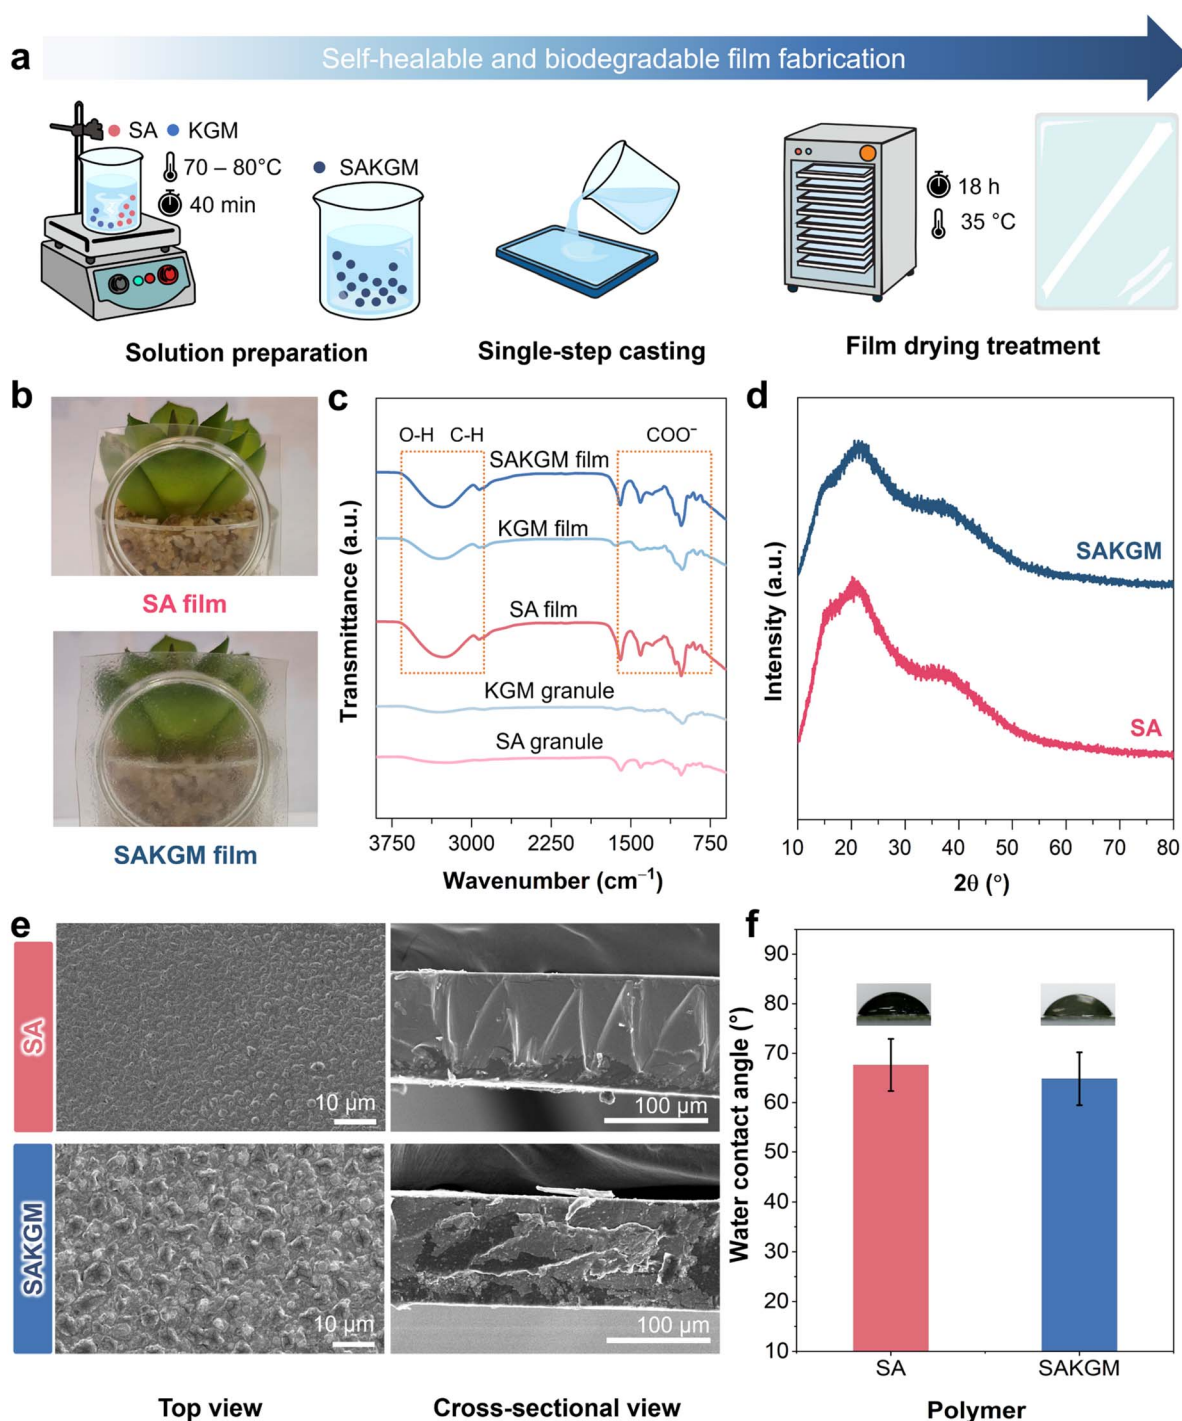 a
Self-healable and biodegradable film fabrication
SA KGM
70 – 80°C
40 min
SAKGM
18 h
35 °C
Solution preparation
Single-step casting
Film drying treatment
b
SA film
SAKGM film
c
O-H C-H COO⁻
SAKGM film
KGM film
SA film
KGM granule
SA granule
Transmittance (a.u.)
3750 3000 2250 1500 750
Wavenumber (cm⁻¹)
d
SAKGM
SA
Intensity (a.u.)
10 20 30 40 50 60 70 80
2θ (°)
e
SA
10 µm
100 µm
SAKGM
10 µm
100 µm
Top view
Cross-sectional view
f
Water contact angle (°)
90
80
70
60
50
40
30
20
10
SA SAKGM
Polymer